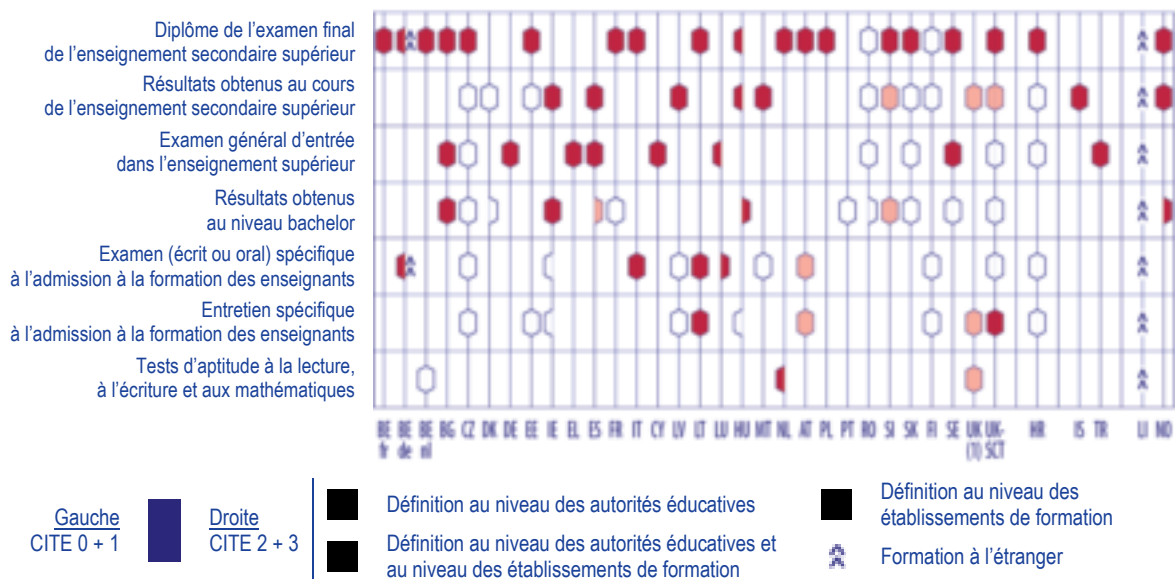 Diplôme de l'examen final
de l'enseignement secondaire supérieur
Résultats obtenus au cours
de l'enseignement secondaire supérieur
Examen général d'entrée
dans l'enseignement supérieur
Résultats obtenus
au niveau bachelor
Examen (écrit ou oral) spécifique
à l'admission à la formation des enseignants
Entretien spécifique
à l'admission à la formation des enseignants
Tests d'aptitude à la lecture,
à l'écriture et aux mathématiques
BE BE BE BG CZ DK DE EE IE EL ES FR IT CY LV LT LU HU MT NL AT PL PT RO SI SK FI SE UK UK- HR IS TR LI NO
fr de nl (1) SCT
Gauche
CITE 0 + 1
Droite
CITE 2 + 3
Définition au niveau des autorités éducatives
Définition au niveau des autorités éducatives et
au niveau des établissements de formation
Définition au niveau des
établissements de formation
Formation à l'étranger